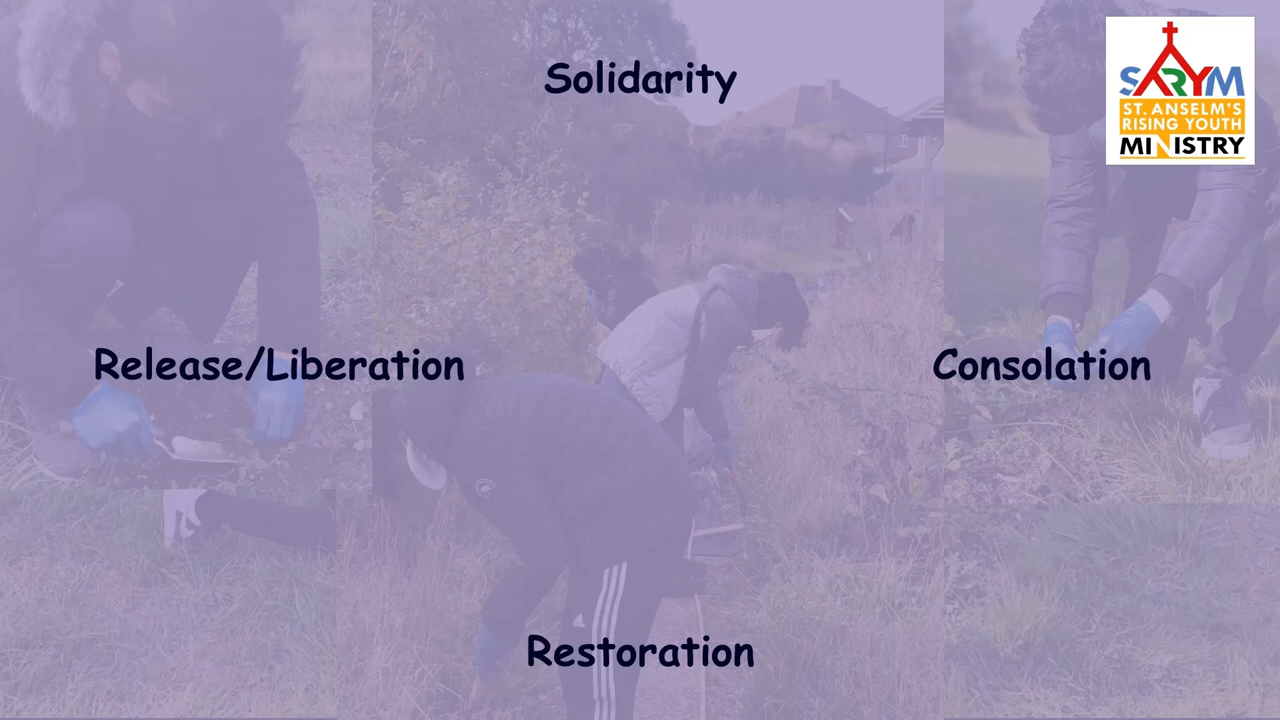 Solidarity
SARYM
ST. ANSELM'S
RISING YOUTH
MINISTRY
Release/Liberation
Consolation
Restoration